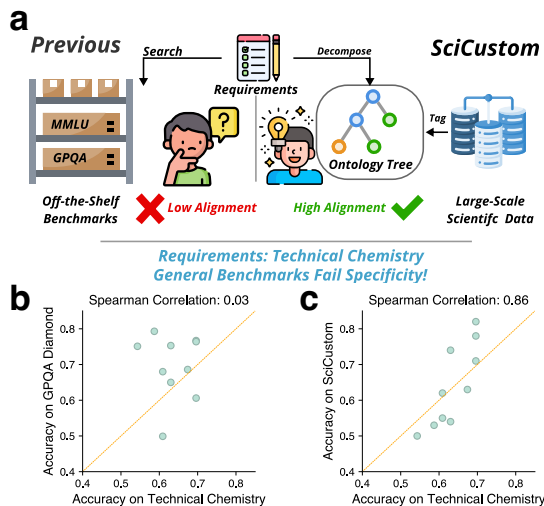 a
Previous
Search
Decompose
SciCustom
Requirements
MMLU
GPQA
?
Ontology Tree
Tag
Off-the-Shelf
Benchmarks
Low Alignment
High Alignment
Large-Scale
Scientifc Data
Requirements: Technical Chemistry
General Benchmarks Fail Specificity!
b
Spearman Correlation: 0.03
Accuracy on GPQA Diamond
0.8
0.7
0.6
0.5
0.4
0.4 0.5 0.6 0.7 0.8
Accuracy on Technical Chemistry
c
Spearman Correlation: 0.86
Accuracy on SciCustom
0.8
0.7
0.6
0.5
0.4
0.4 0.5 0.6 0.7 0.8
Accuracy on Technical Chemistry